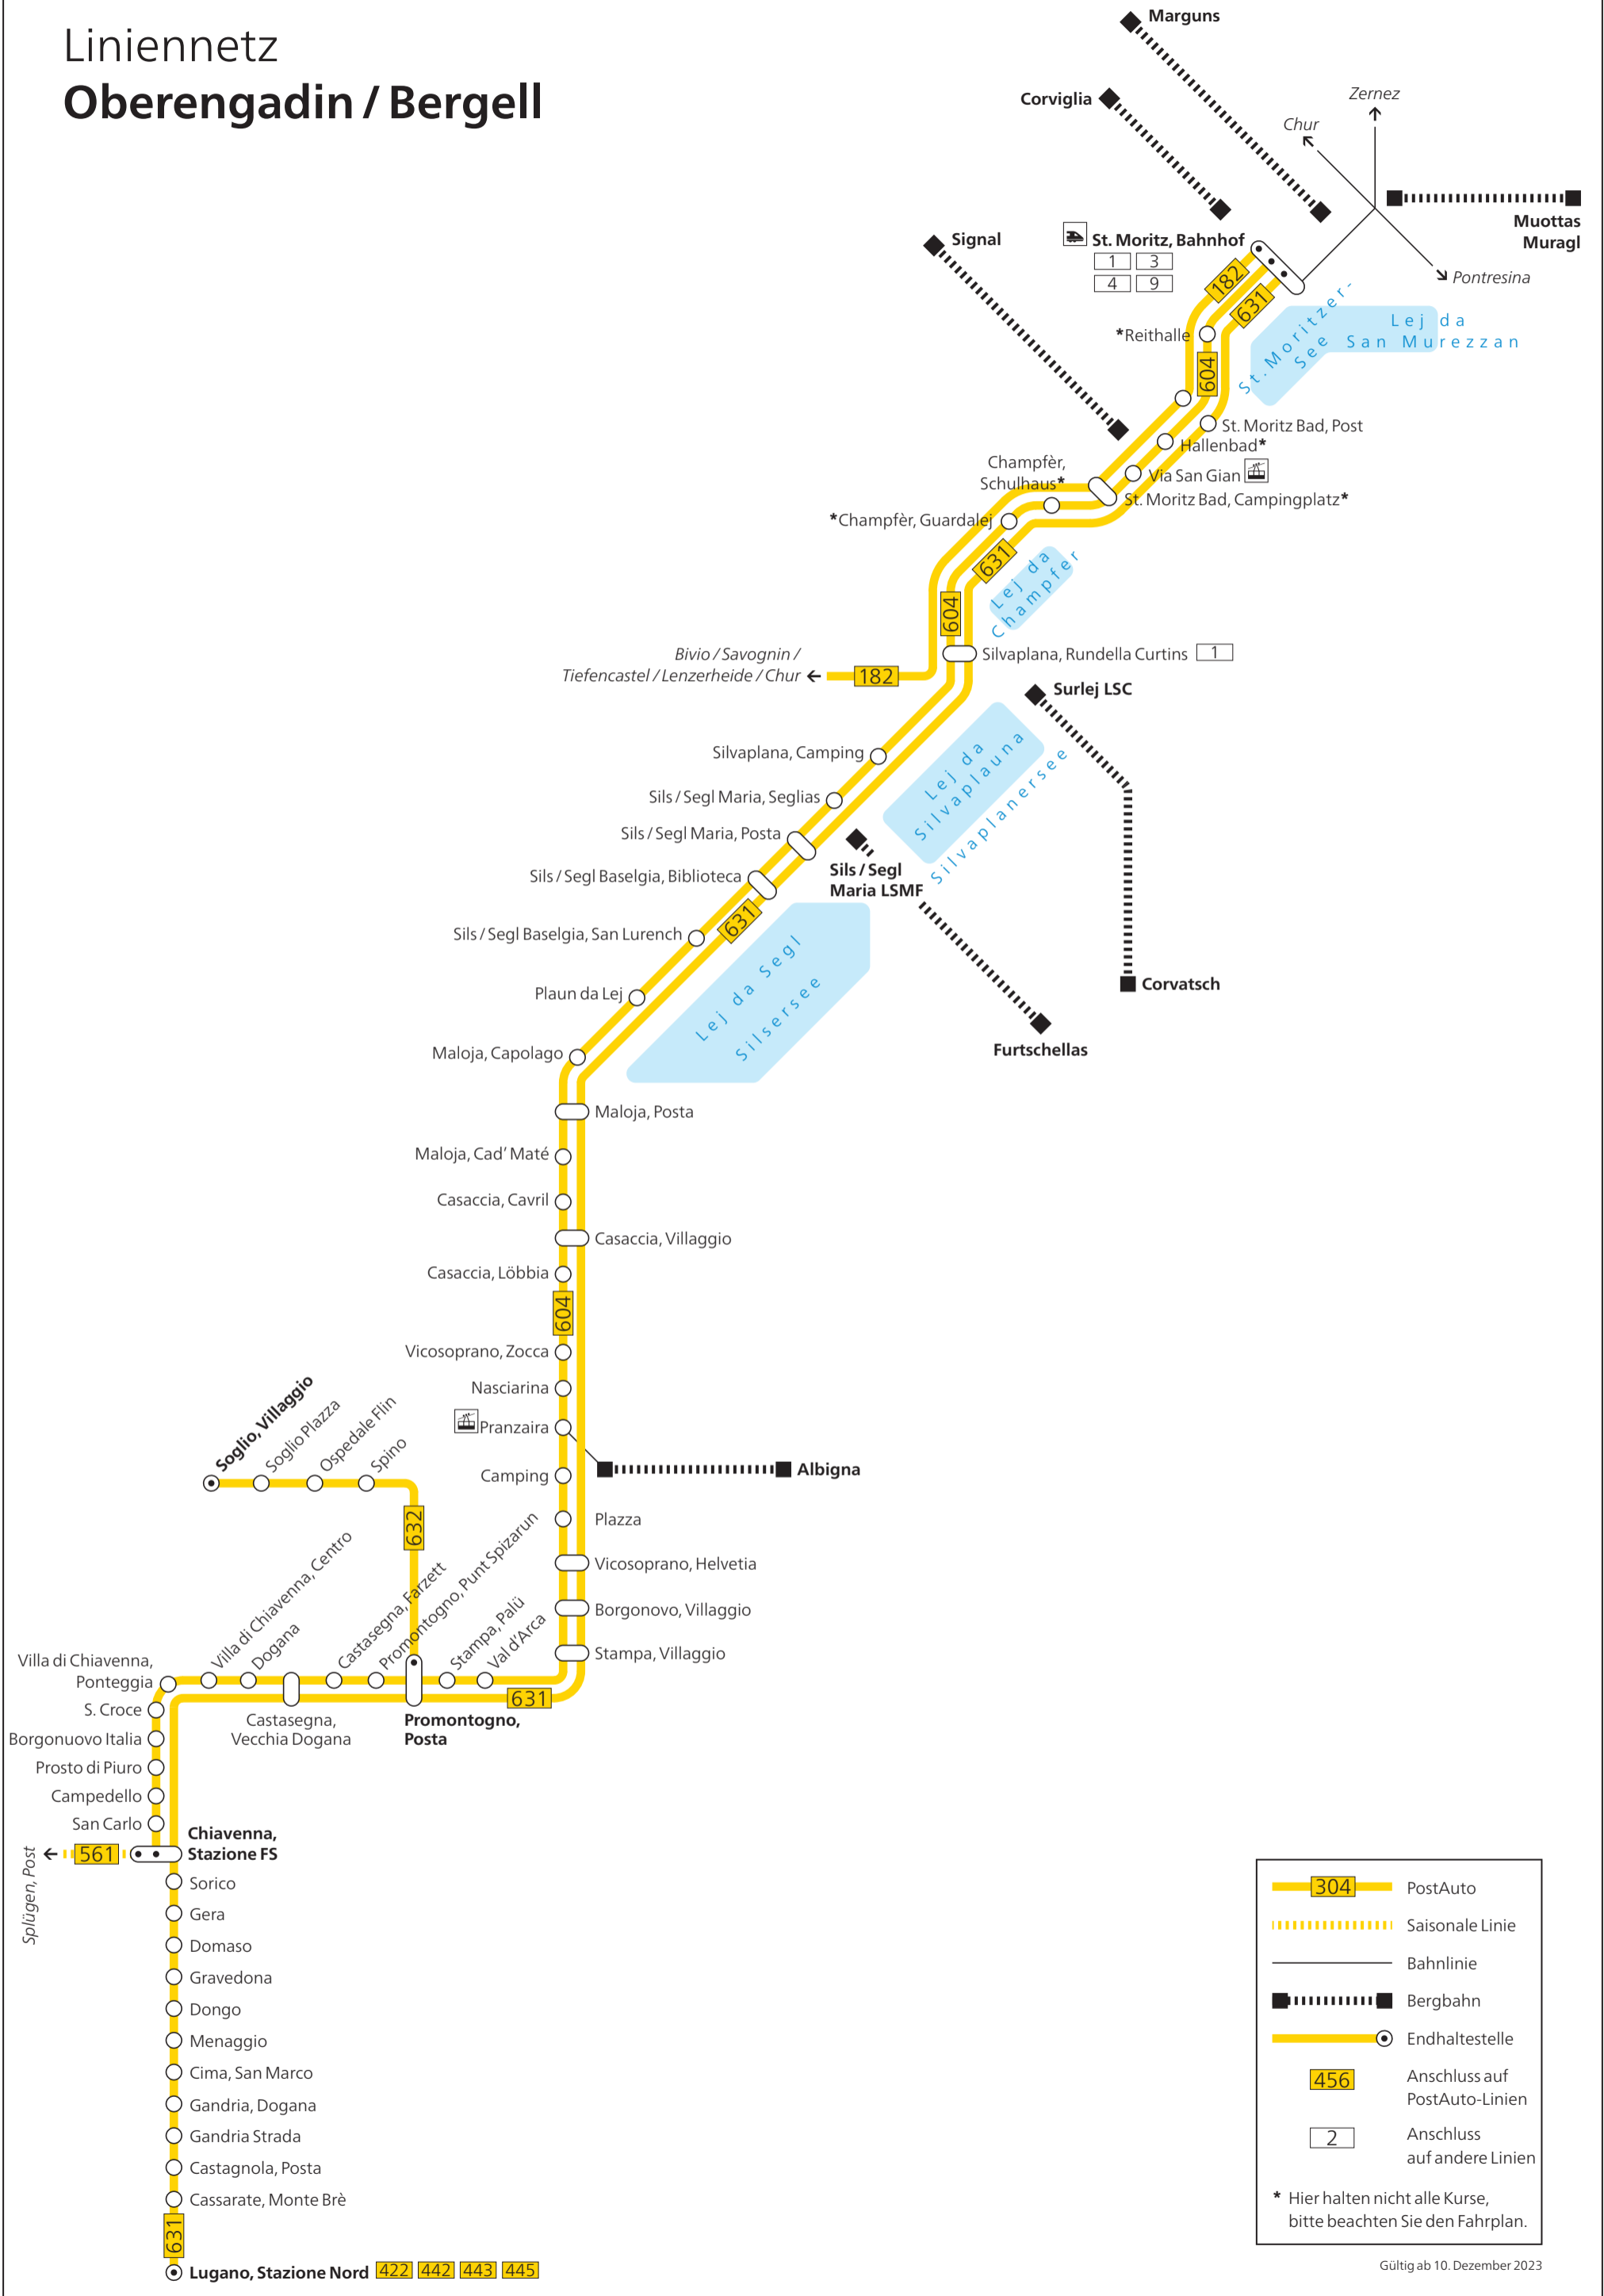 Liniennetz
Oberengadin / Bergell
Marguns
Corviglia
Zernez
Chur
Muottas
Muragl
Pontresina
Signal
St. Moritz, Bahnhof
1 3
4 9
182
631
*Reithalle
604
St. Moritzer-
See
Lej da
San Murezzan
St. Moritz Bad, Post
Hallenbad*
Via San Gian
St. Moritz Bad, Campingplatz*
Champfèr,
Schulhaus*
*Champfèr, Guardalej
631
Lej da
Champfer
604
Silvaplana, Rundella Curtins 1
Bivio / Savognin /
Tiefencastel / Lenzerheide / Chur
182
Surlej LSC
Silvaplana, Camping
Lej da
Silvaplauna
Silvaplanersee
Sils / Segl Maria, Seglias
Sils / Segl Maria, Posta
Sils / Segl
Maria LSMF
Sils / Segl Baselgia, Biblioteca
631
Sils / Segl Baselgia, San Lurench
Lej da Segl
Silsersee
Corvatsch
Furtschellas
Plaun da Lej
Maloja, Capolago
Maloja, Posta
Maloja, Cad’ Maté
Casaccia, Cavril
Casaccia, Villaggio
Casaccia, Löbbia
604
Vicosoprano, Zocca
Nasciarina
Pranzaira
Albigna
Camping
Plazza
Vicosoprano, Helvetia
Borgonovo, Villaggio
Stampa, Villaggio
Soglio, Villaggio
Soglio Plazza
Ospedale Flin
Spino
632
Villa di Chiavenna, Centro
Dogana
Castasegna, Farzett
Promontogno, Punt Spizarun
Stampa, Palü
Val d’Arca
631
Villa di Chiavenna,
Ponteggia
Castasegna,
Vecchia Dogana
Promontogno,
Posta
S. Croce
Borgonuovo Italia
Prosto di Piuro
Campedello
San Carlo
Chiavenna,
Stazione FS
561
Splügen, Post
Sorico
Gera
Domaso
Gravedona
Dongo
Menaggio
Cima, San Marco
Gandria, Dogana
Gandria Strada
Castagnola, Posta
Cassarate, Monte Brè
631
Lugano, Stazione Nord 422 442 443 445
304 PostAuto
Saisonale Linie
Bahnlinie
Bergbahn
Endhaltestelle
456 Anschluss auf
PostAuto-Linien
2 Anschluss
auf andere Linien
* Hier halten nicht alle Kurse,
bitte beachten Sie den Fahrplan.
Gültig ab 10. Dezember 2023